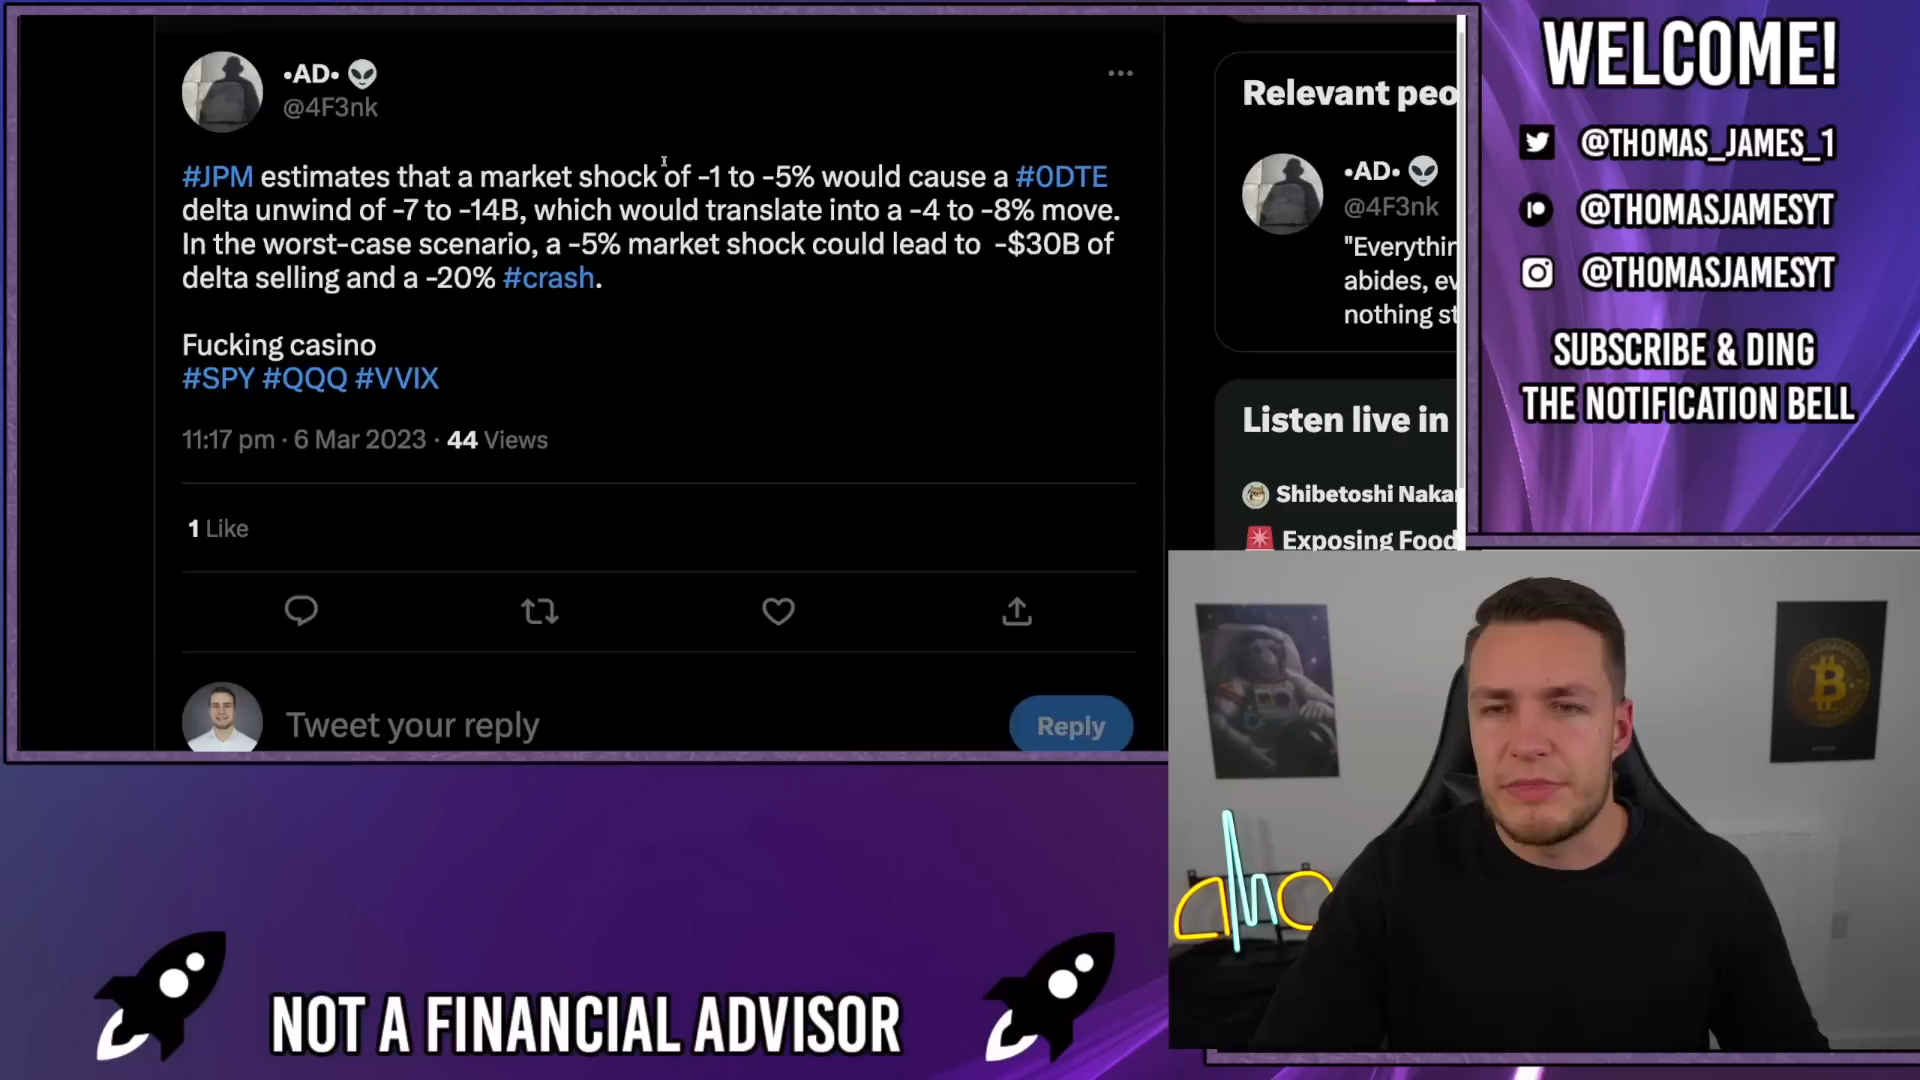 •AD• 👽
@4F3nk
#JPM estimates that a market shock of -1 to -5% would cause a #0DTE
delta unwind of -7 to -14B, which would translate into a -4 to -8% move.
In the worst-case scenario, a -5% market shock could lead to  -$30B of
delta selling and a -20% #crash.
Fucking casino
#SPY #QQQ #VVIX
11:17 pm · 6 Mar 2023 · 44 Views
1 Like
Tweet your reply
Reply
Relevant peo
•AD• 👽
@4F3nk
"Everythin
abides, ev
nothing st
Listen live in
Shibetoshi Naka
Exposing Food
WELCOME!
@THOMAS_JAMES_1
@THOMASJAMESYT
@THOMASJAMESYT
SUBSCRIBE & DING
THE NOTIFICATION BELL
NOT A FINANCIAL ADVISOR